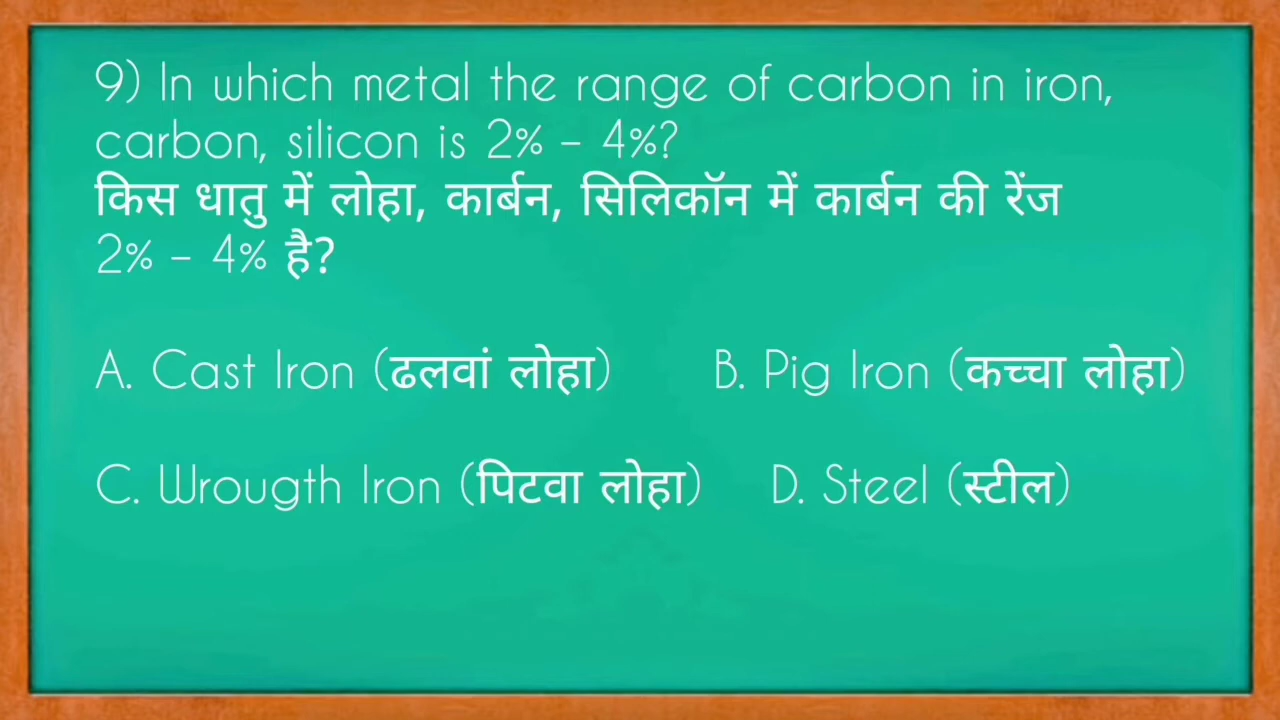 9) In which metal the range of carbon in iron,
carbon, silicon is 2% – 4%?
किस धातु में लोहा, कार्बन, सिलिकॉन में कार्बन की रेंज
2% – 4% है?
A. Cast Iron (ढलवां लोहा) B. Pig Iron (कच्चा लोहा)
C. Wrougth Iron (पिटवा लोहा) D. Steel (स्टील)